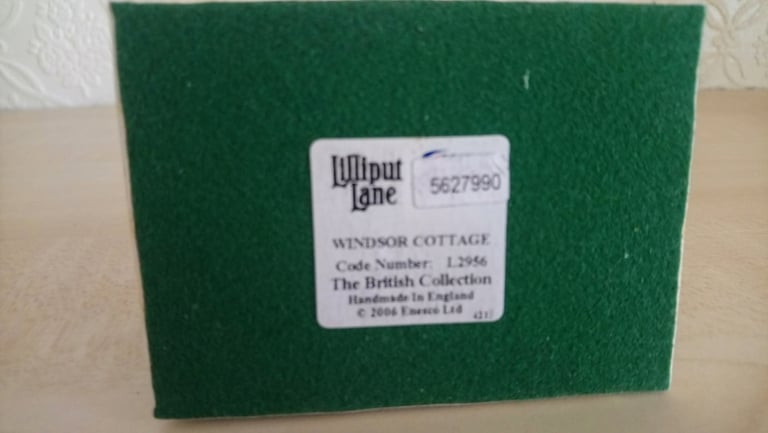 Lilliput
Lane
5627990
WINDSOR COTTAGE
Code Number: L2956
The British Collection
Handmade In England
© 2006 Enesco Ltd